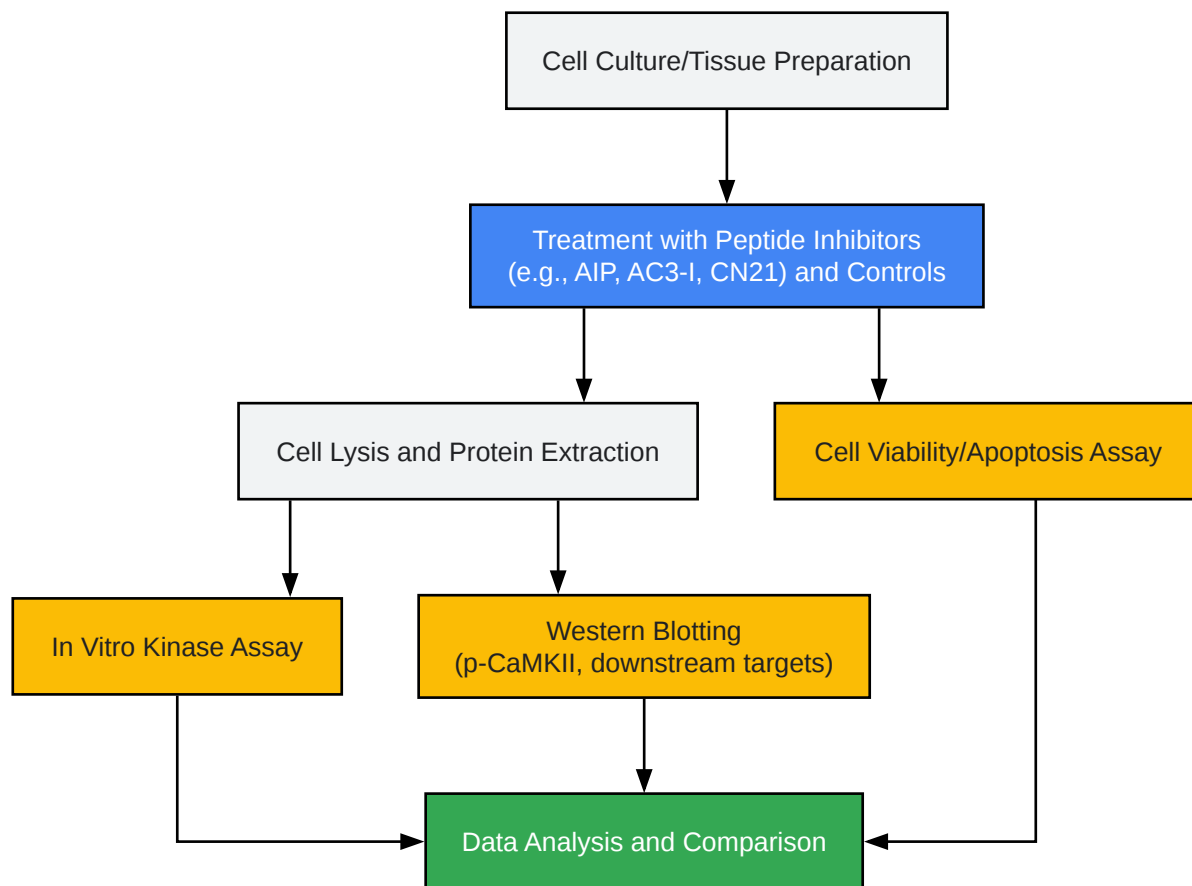 Cell Culture/Tissue Preparation
Treatment with Peptide Inhibitors
(e.g., AIP, AC3-I, CN21) and Controls
Cell Lysis and Protein Extraction
Cell Viability/Apoptosis Assay
In Vitro Kinase Assay
Western Blotting
(p-CaMKII, downstream targets)
Data Analysis and Comparison